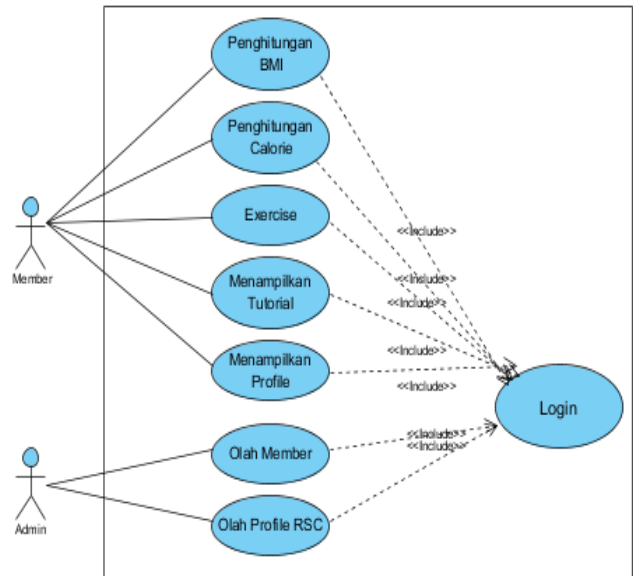 Penghitungan
BMI
Penghitungan
Calorie
Exercise
<<Include>>
Member
Menampilkan
Tutorial
<<Include>>
<<Include>>
Menampilkan
Profile
<<Include>>
<<Include>>
Login
Olah Member
<<Include>>
<<Include>>
Admin
Olah Profile RSC